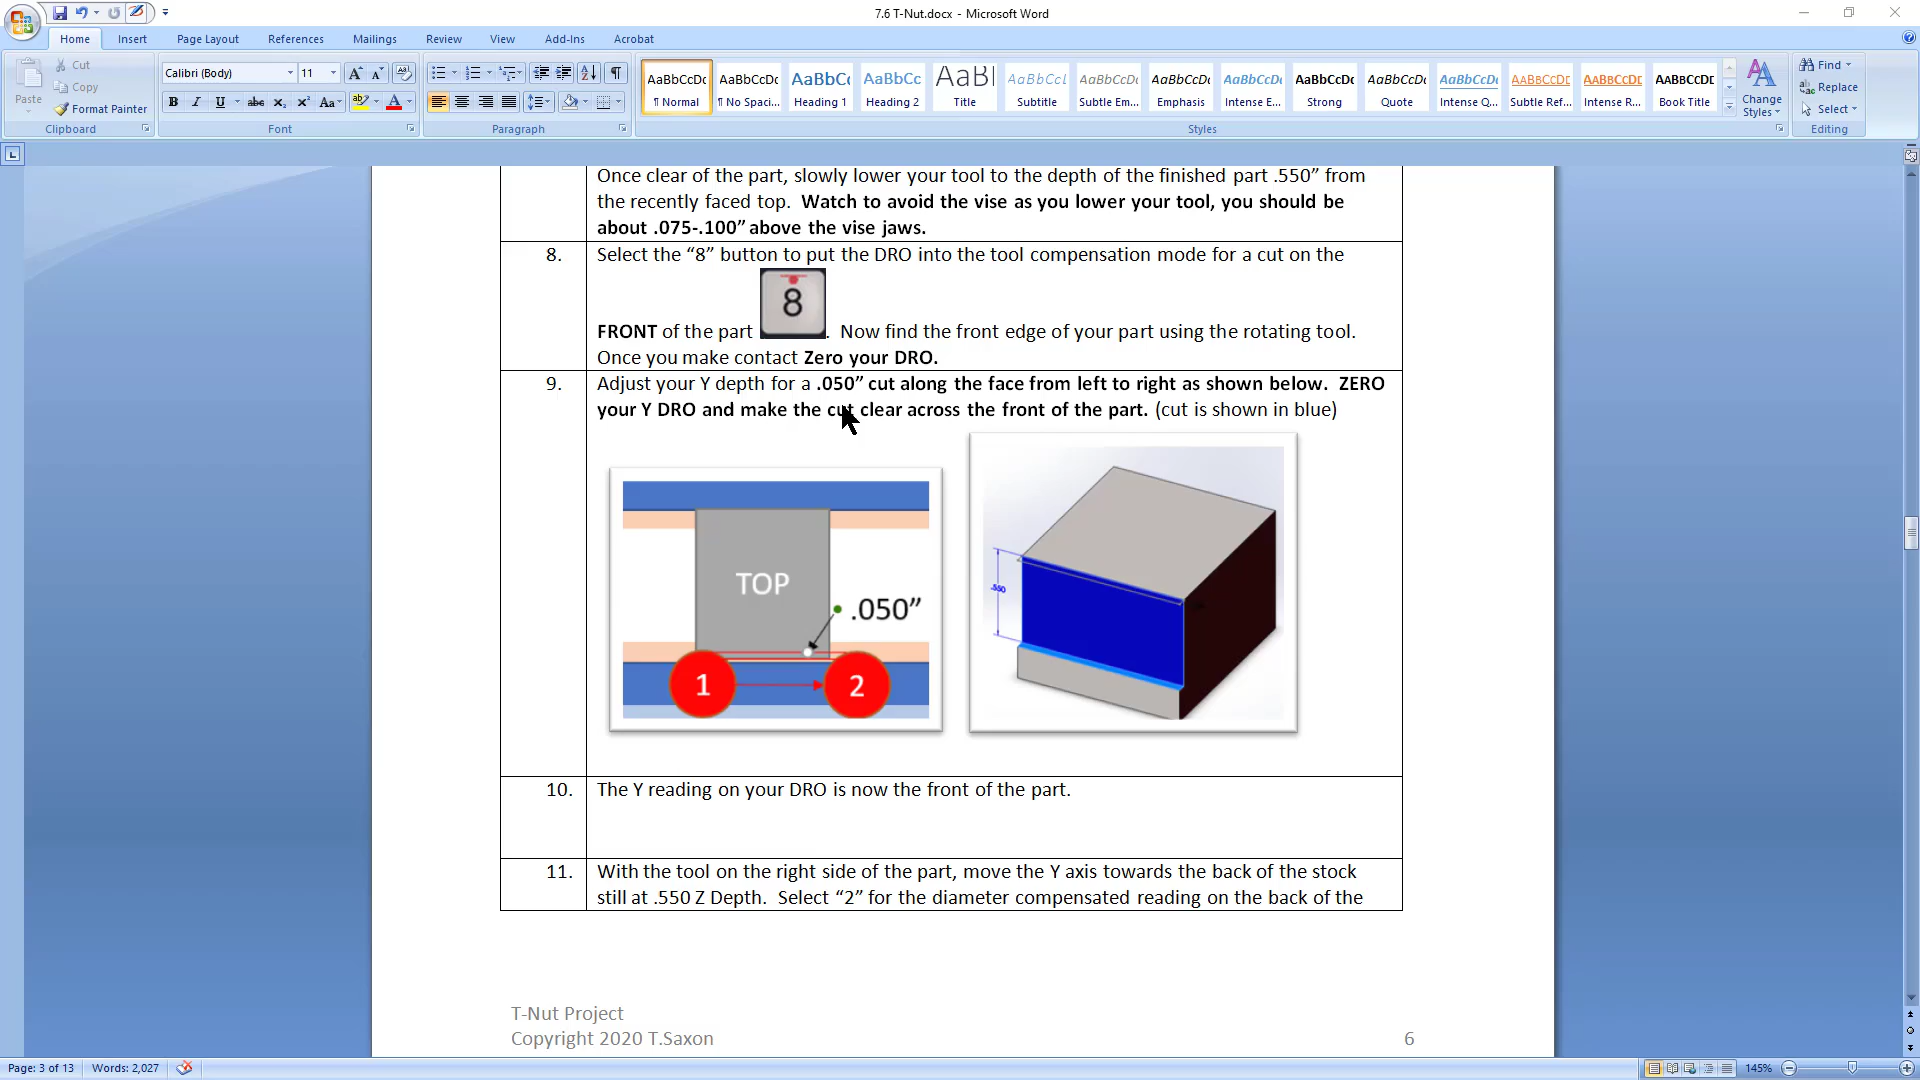 7.6 T-Nut.docx - Microsoft Word
Home Insert Page Layout References Mailings Review View Add-Ins Acrobat
Paste
Cut
Copy
Format Painter
Clipboard
Calibri (Body) 11
Font
Paragraph
AaBbCcDc AaBbCcDc AaBbC( AaBbCc AaB| AaBbCcL AaBbCcDc AaBbCcDc AaBbCcDc AaBbCcDc AaBbCcDc AaBbCcDc AABBCCDD AABBCCDD AABBCCDD
¶ Normal ¶ No Spaci... Heading 1 Heading 2 Title Subtitle Subtle Em... Emphasis Intense E... Strong Quote Intense Q... Subtle Ref... Intense R... Book Title
Styles
Change
Styles
Find
Replace
Select
Editing
Once clear of the part, slowly lower your tool to the depth of the finished part .550” from
the recently faced top. Watch to avoid the vise as you lower your tool, you should be
about .075-.100” above the vise jaws.
8. Select the “8” button to put the DRO into the tool compensation mode for a cut on the
8
FRONT of the part . Now find the front edge of your part using the rotating tool.
Once you make contact Zero your DRO.
9. Adjust your Y depth for a .050” cut along the face from left to right as shown below. ZERO
your Y DRO and make the cut clear across the front of the part. (cut is shown in blue)
TOP
.050”
1 2
.550
10. The Y reading on your DRO is now the front of the part.
11. With the tool on the right side of the part, move the Y axis towards the back of the stock
still at .550 Z Depth. Select “2” for the diameter compensated reading on the back of the
T-Nut Project
Copyright 2020 T.Saxon 6
Page: 3 of 13 Words: 2,027 145%